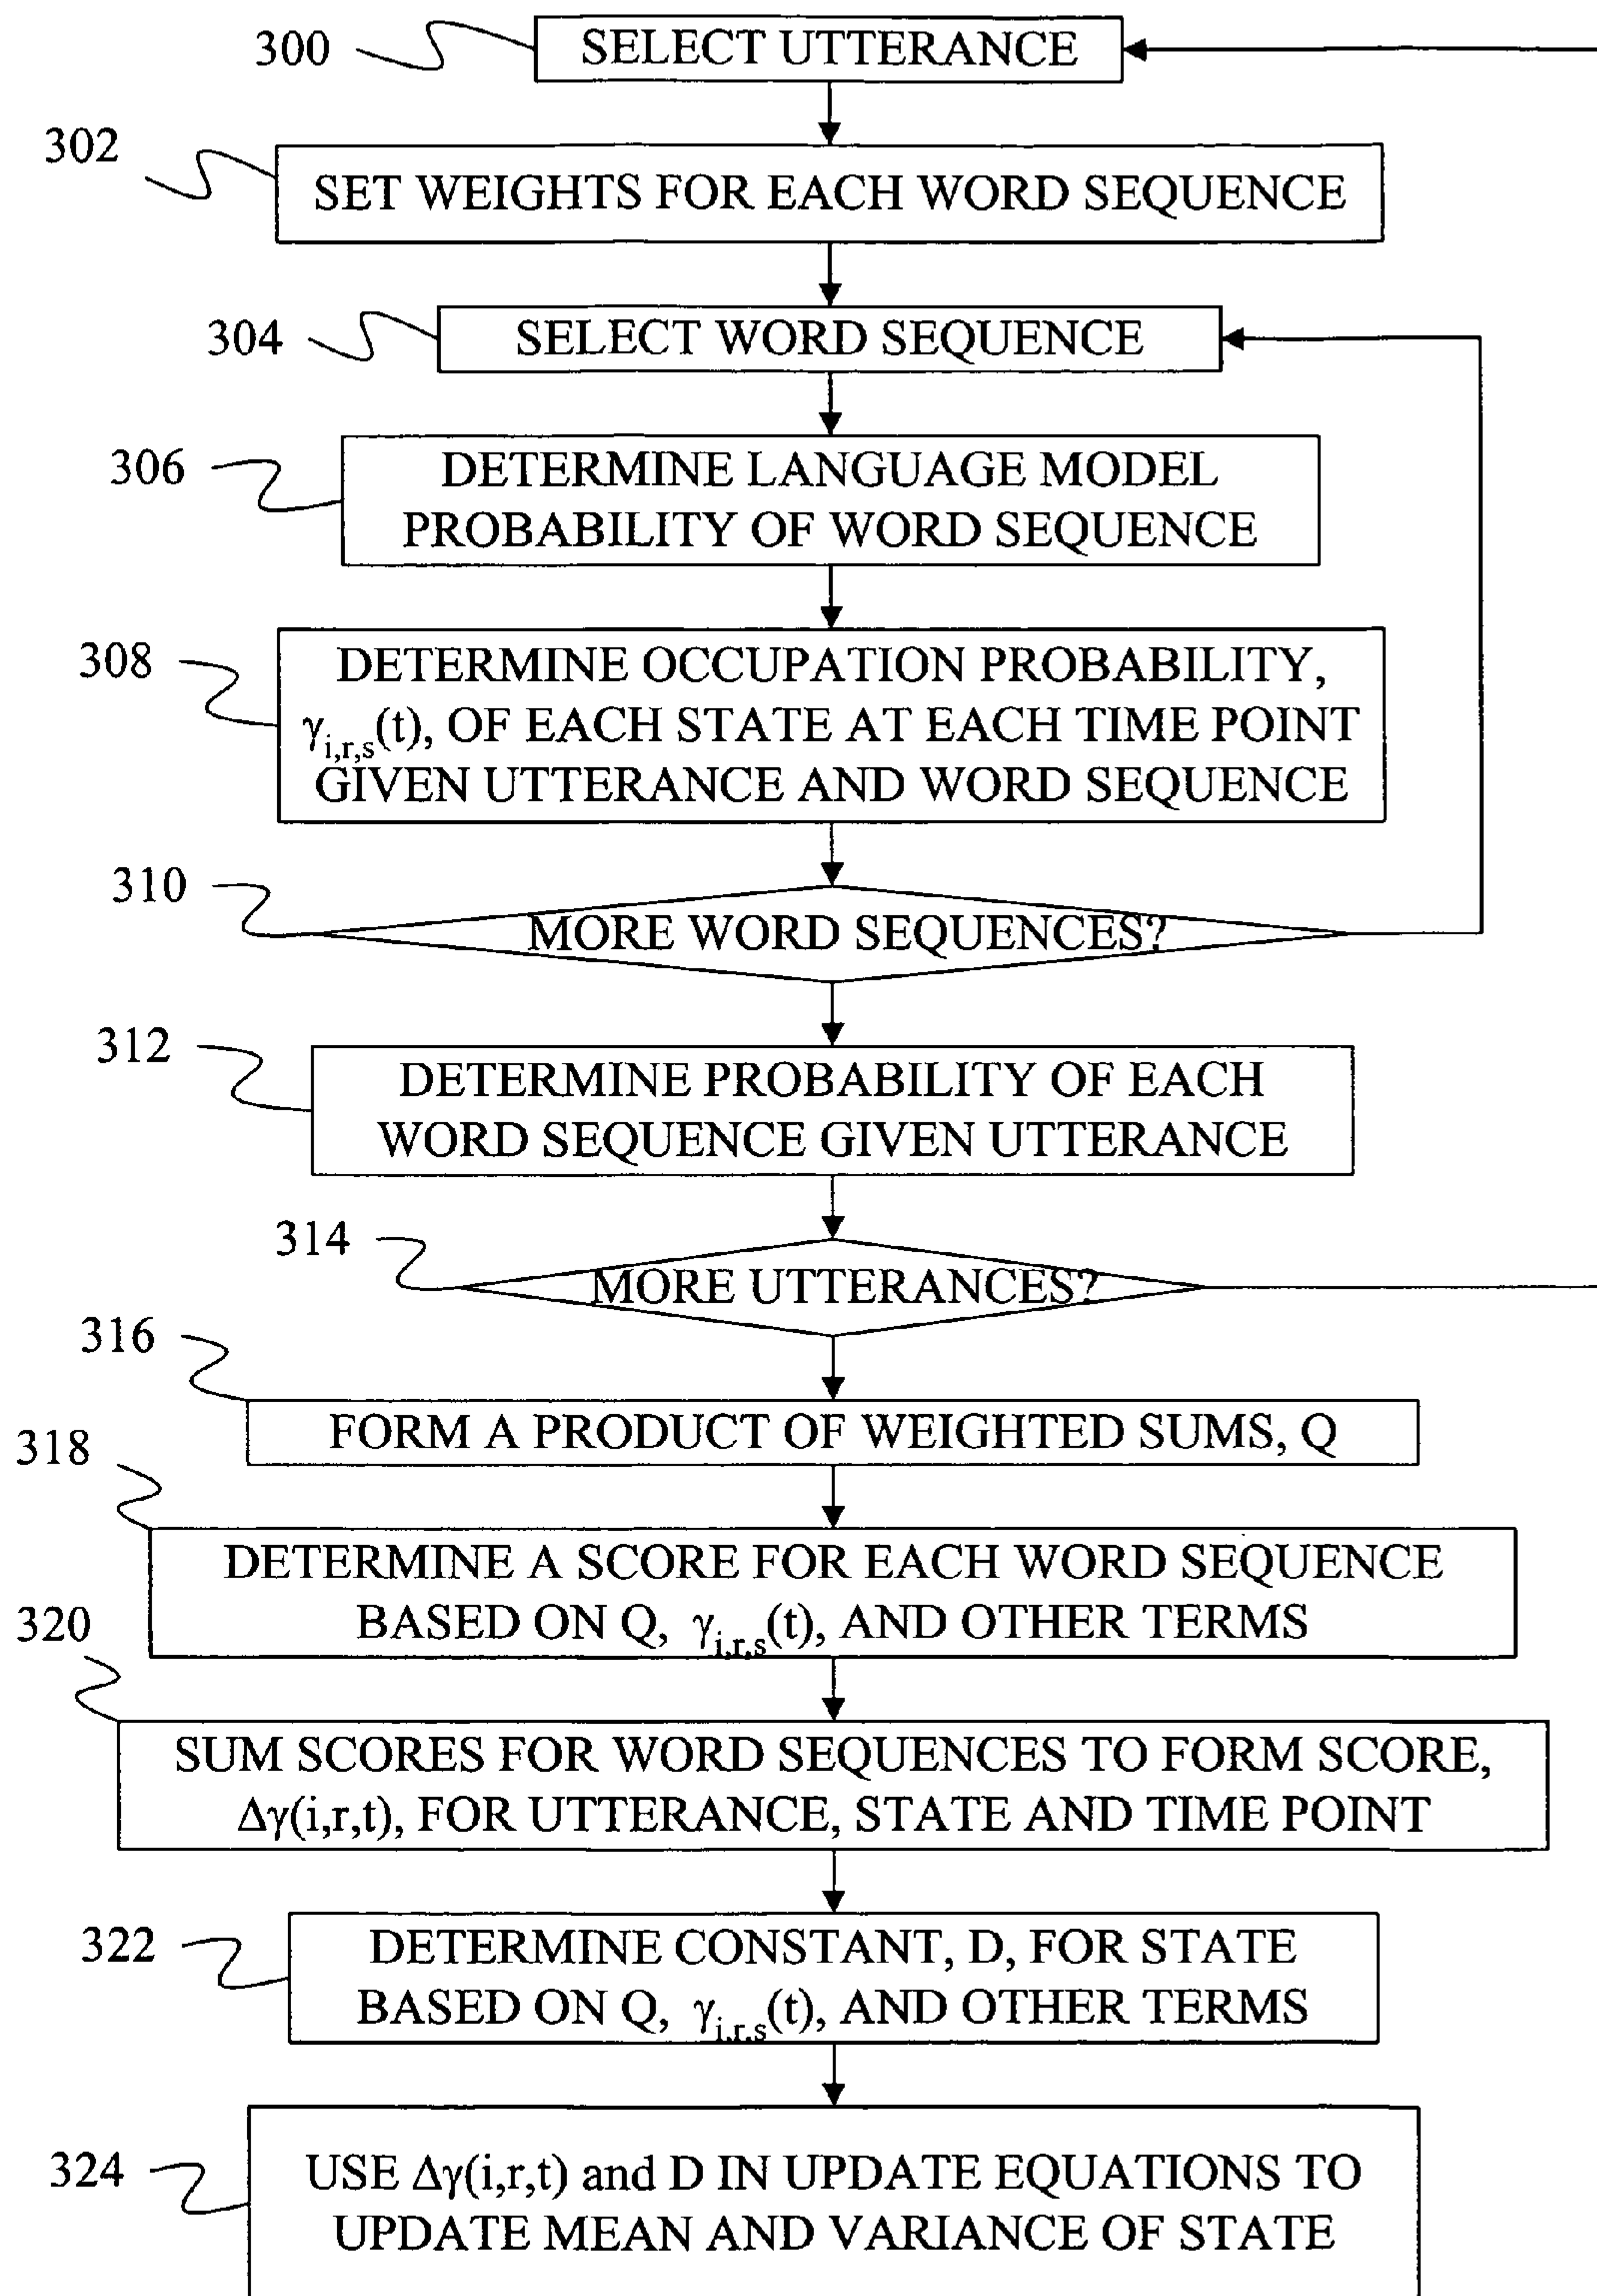 300
SELECT UTTERANCE
302
SET WEIGHTS FOR EACH WORD SEQUENCE
304
SELECT WORD SEQUENCE
306
DETERMINE LANGUAGE MODEL
PROBABILITY OF WORD SEQUENCE
308
DETERMINE OCCUPATION PROBABILITY,
γi,r,s(t), OF EACH STATE AT EACH TIME POINT
GIVEN UTTERANCE AND WORD SEQUENCE
310
MORE WORD SEQUENCES?
312
DETERMINE PROBABILITY OF EACH
WORD SEQUENCE GIVEN UTTERANCE
314
MORE UTTERANCES?
316
FORM A PRODUCT OF WEIGHTED SUMS, Q
318
DETERMINE A SCORE FOR EACH WORD SEQUENCE
BASED ON Q, γi,r,s(t), AND OTHER TERMS
320
SUM SCORES FOR WORD SEQUENCES TO FORM SCORE,
Δγ(i,r,t), FOR UTTERANCE, STATE AND TIME POINT
322
DETERMINE CONSTANT, D, FOR STATE
BASED ON Q, γi,r,s(t), AND OTHER TERMS
324
USE Δγ(i,r,t) and D IN UPDATE EQUATIONS TO
UPDATE MEAN AND VARIANCE OF STATE